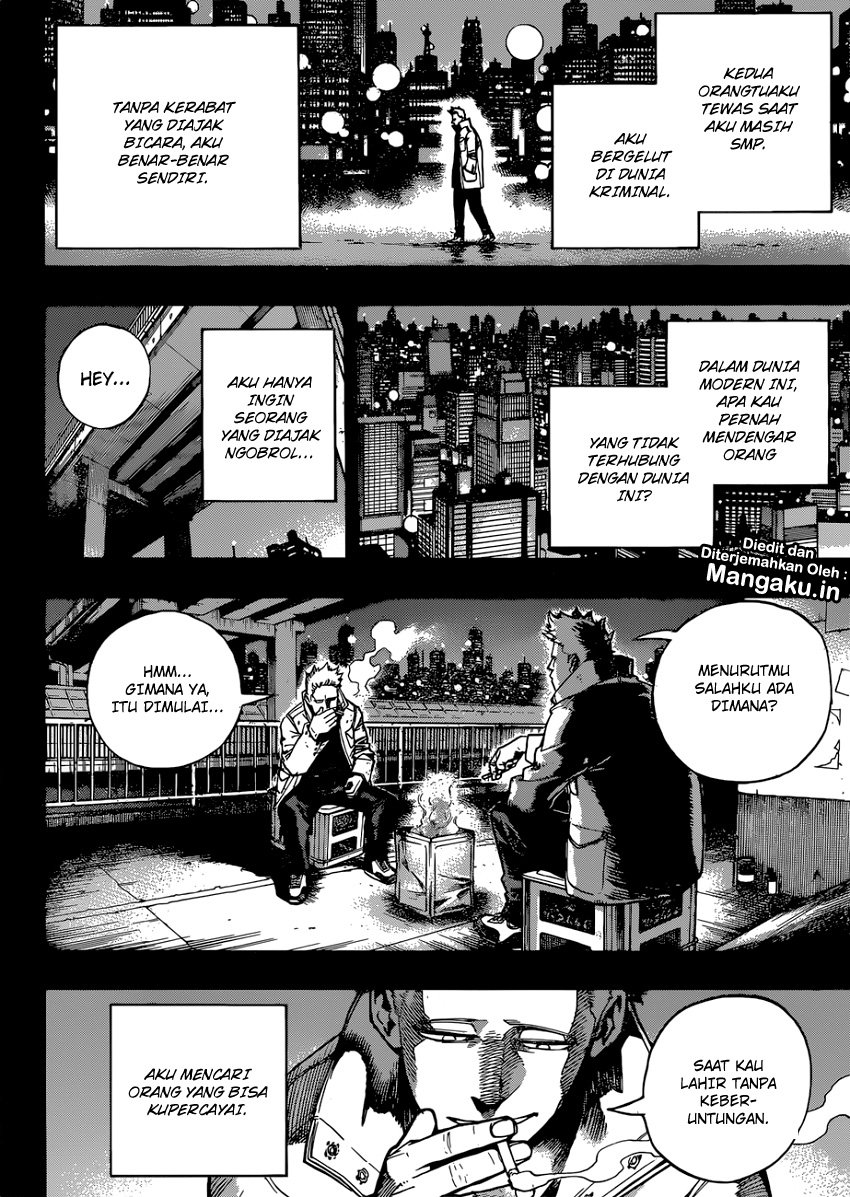 KEDUA
ORANGTUAKU
TEWAS SAAT
AKU MASIH
SMP.
AKU
BERGELUT
DI DUNIA
KRIMINAL.
TANPA KERABAT
YANG DIAJAK
BICARA, AKU
BENAR-BENAR
SENDIRI.
DALAM DUNIA
MODERN INI,
APA KAU
PERNAH
MENDENGAR
ORANG
YANG TIDAK
TERHUBUNG
DENGAN DUNIA
INI?
AKU HANYA
INGIN
SEORANG
YANG DIAJAK
NGOBROL...
HEY...
Diedit dan
Diterjemahkan Oleh :
Mangaku.in
MENURUTMU
SALAHKU ADA
DIMANA?
HMM...
GIMANA YA,
ITU DIMULAI...
SAAT KAU
LAHIR TANPA
KEBER-
UNTUNGAN.
AKU MENCARI
ORANG YANG BISA
KUPERCAYAI.